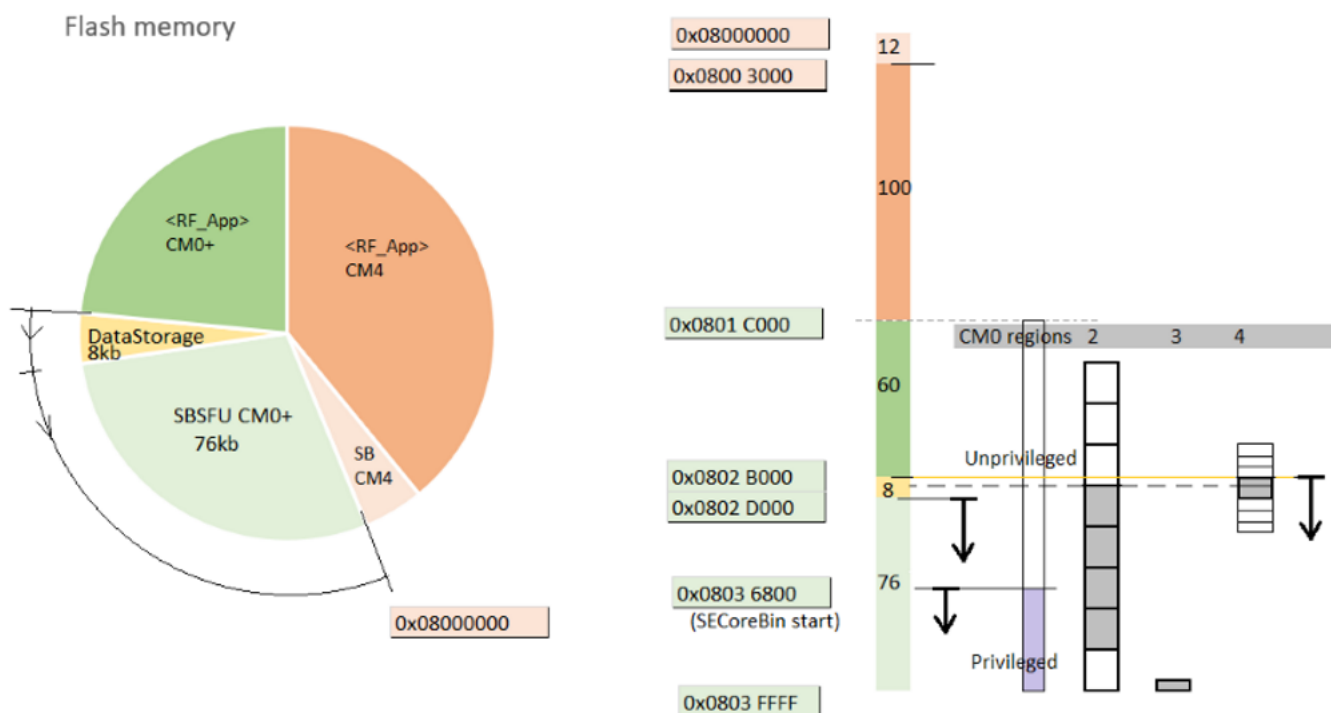 Flash memory
<RF_App>
CM0+
<RF_App>
CM4
DataStorage
8kb
SBSFU CM0+
76kb
SB
CM4
0x08000000
0x08000000
0x0800 3000
0x0801 C000
0x0802 B000
0x0802 D000
0x0803 6800
(SECoreBin start)
0x0803 FFFF
12
100
60
8
76
CM0 regions 2 3 4
Unprivileged
Privileged